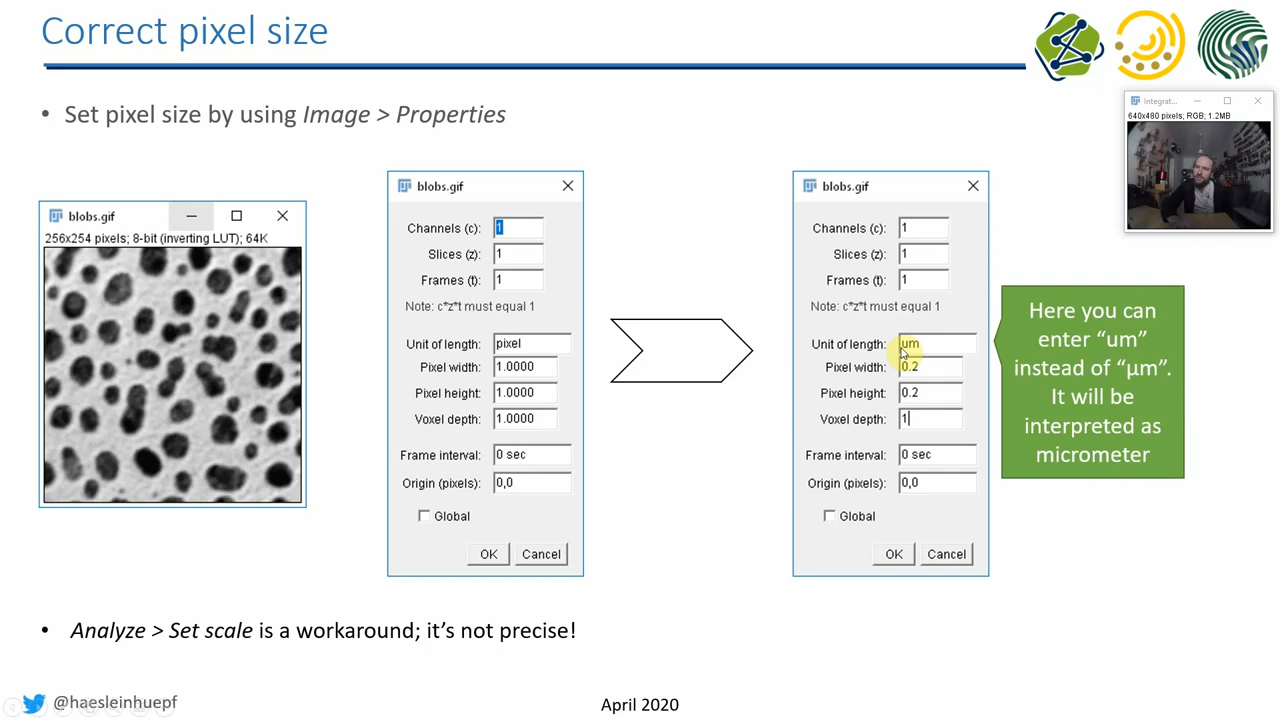 Correct pixel size
• Set pixel size by using Image > Properties
Integrat...
640x480 pixels; RGB; 1.2MB
blobs.gif
256x254 pixels; 8-bit (inverting LUT); 64K
blobs.gif
Channels (c): 1
Slices (z): 1
Frames (t): 1
Note: c*z*t must equal 1
Unit of length: pixel
Pixel width: 1.0000
Pixel height: 1.0000
Voxel depth: 1.0000
Frame interval: 0 sec
Origin (pixels): 0,0
Global
OK Cancel
blobs.gif
Channels (c): 1
Slices (z): 1
Frames (t): 1
Note: c*z*t must equal 1
Unit of length: um
Pixel width: 0.2
Pixel height: 0.2
Voxel depth: 1
Frame interval: 0 sec
Origin (pixels): 0,0
Global
OK Cancel
Here you can
enter “um”
instead of “µm”.
It will be
interpreted as
micrometer
• Analyze > Set scale is a workaround; it’s not precise!
@haesleinhuepf
April 2020